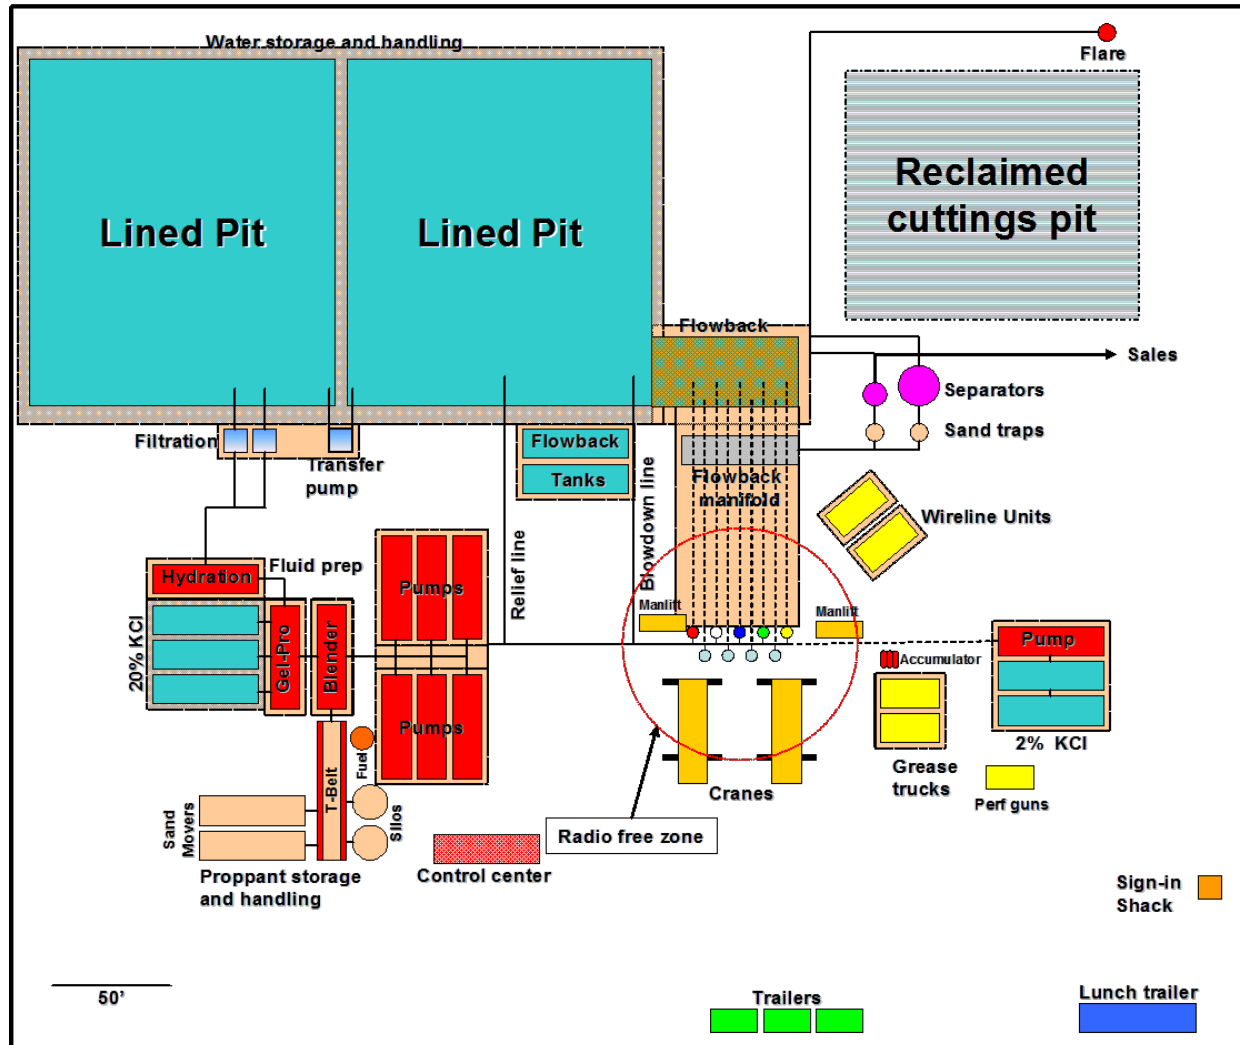 Water storage and handling
Flare
Lined Pit
Lined Pit
Reclaimed
cuttings pit
Flowback
Sales
Separators
Filtration
Transfer
pump
Flowback
Tanks
Sand traps
Flowback
manifold
Wireline Units
Relief line
Blowdown line
Hydration
Fluid prep
20% KCl
Gel-Pro
Blender
Pumps
Pumps
Manlift
Manlift
Pump
Accumulator
2% KCl
Grease
trucks
Perf guns
Cranes
Fuel
T-Belt
Silos
Sand
Movers
Radio free zone
Proppant storage
and handling
Control center
Sign-in
Shack
50'
Trailers
Lunch trailer